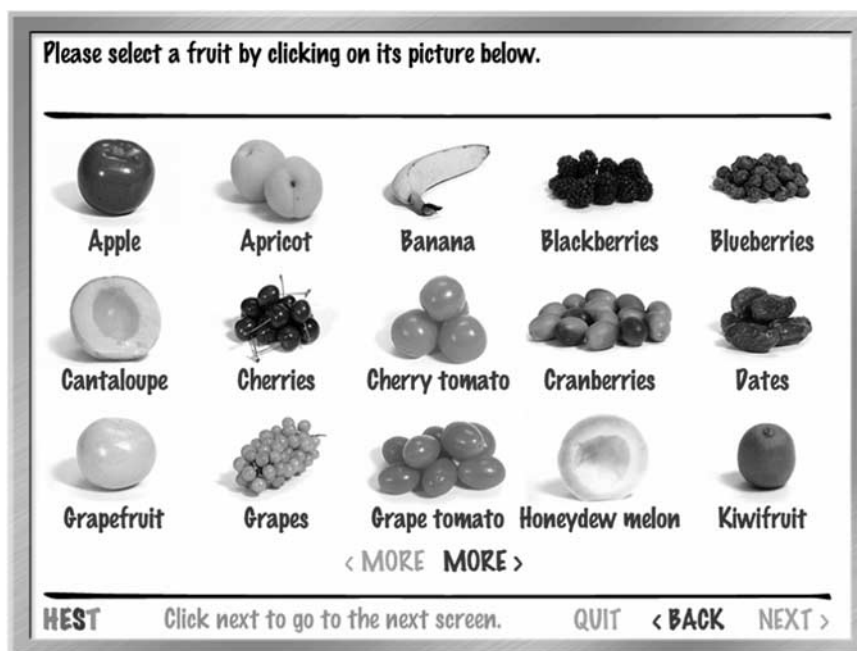 Please select a fruit by clicking on its picture below.
Apple Apricot Banana Blackberries Blueberries
Cantaloupe Cherries Cherry tomato Cranberries Dates
Grapefruit Grapes Grape tomato Honeydew melon Kiwifruit
< MORE MORE >
HEST Click next to go to the next screen. QUIT < BACK NEXT >